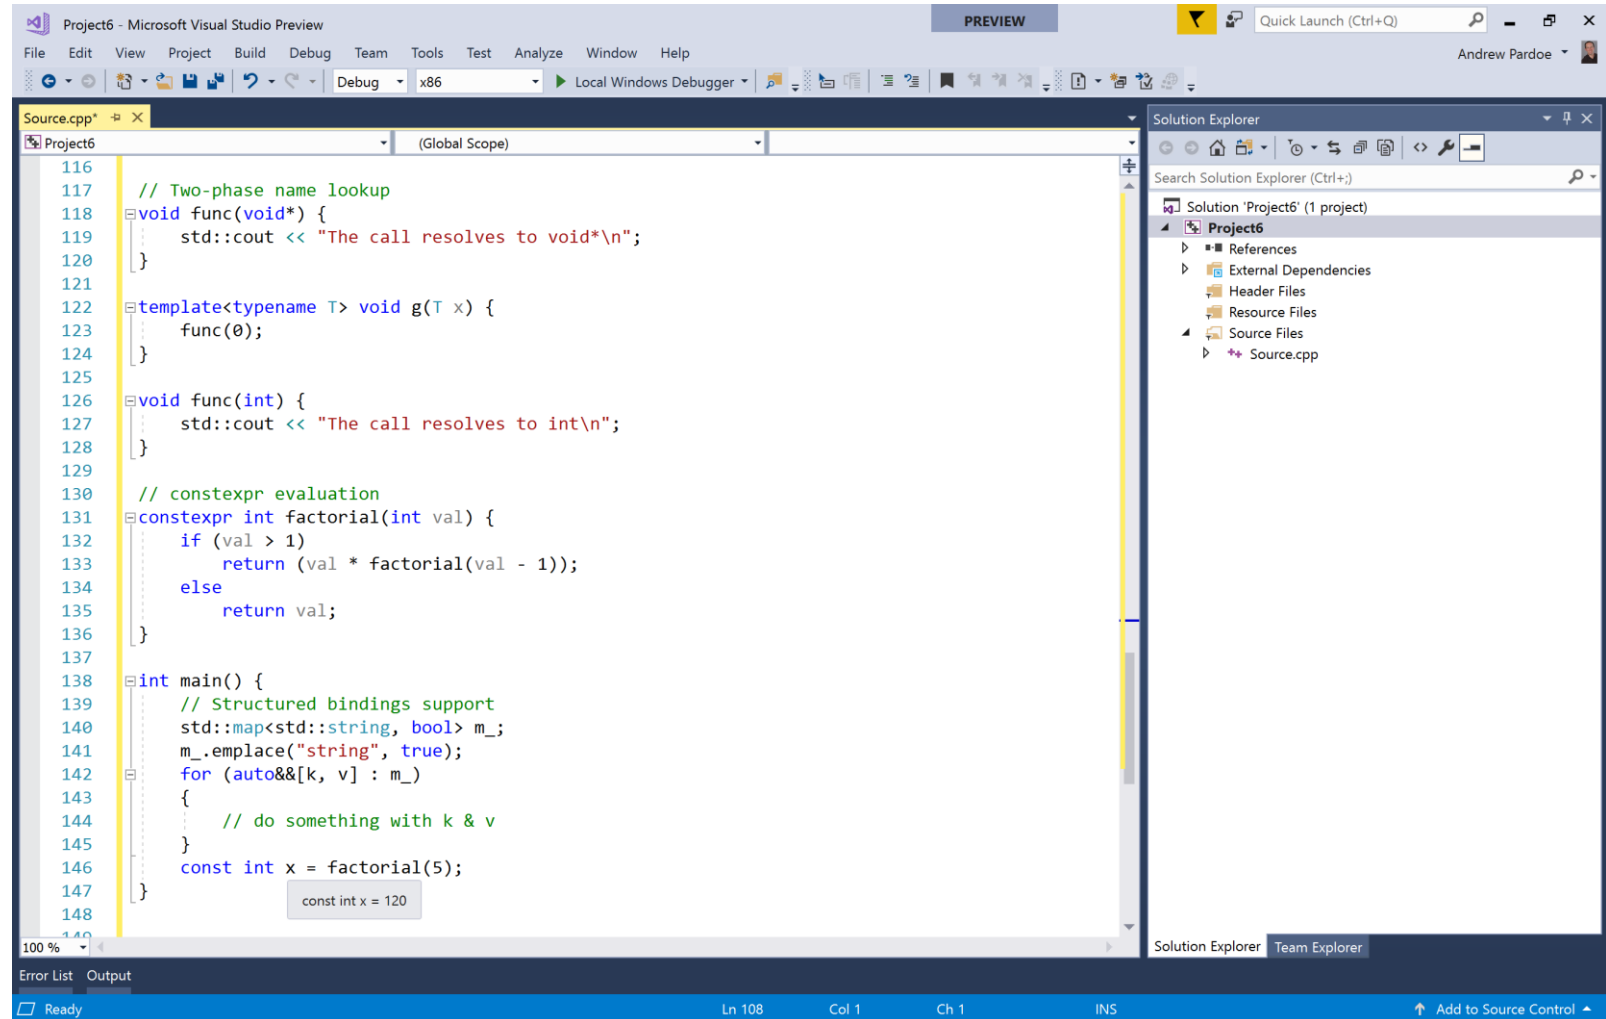 Project6 - Microsoft Visual Studio Preview
PREVIEW
Quick Launch (Ctrl+Q)
File Edit View Project Build Debug Team Tools Test Analyze Window Help
Andrew Pardoe
Debug x86 Local Windows Debugger
Source.cpp*
Project6 (Global Scope)
116
117 // Two-phase name lookup
118 void func(void*) {
119 std::cout << "The call resolves to void*\n";
120 }
121
122 template<typename T> void g(T x) {
123 func(0);
124 }
125
126 void func(int) {
127 std::cout << "The call resolves to int\n";
128 }
129
130 // constexpr evaluation
131 constexpr int factorial(int val) {
132 if (val > 1)
133 return (val * factorial(val - 1));
134 else
135 return val;
136 }
137
138 int main() {
139 // Structured bindings support
140 std::map<std::string, bool> m_;
141 m_.emplace("string", true);
142 for (auto&&[k, v] : m_)
143 {
144 // do something with k & v
145 }
146 const int x = factorial(5);
147 }
const int x = 120
148
149
100 %
Solution Explorer
Search Solution Explorer (Ctrl+;)
Solution 'Project6' (1 project)
Project6
References
External Dependencies
Header Files
Resource Files
Source Files
Source.cpp
Solution Explorer Team Explorer
Error List Output
Ready Ln 108 Col 1 Ch 1 INS Add to Source Control